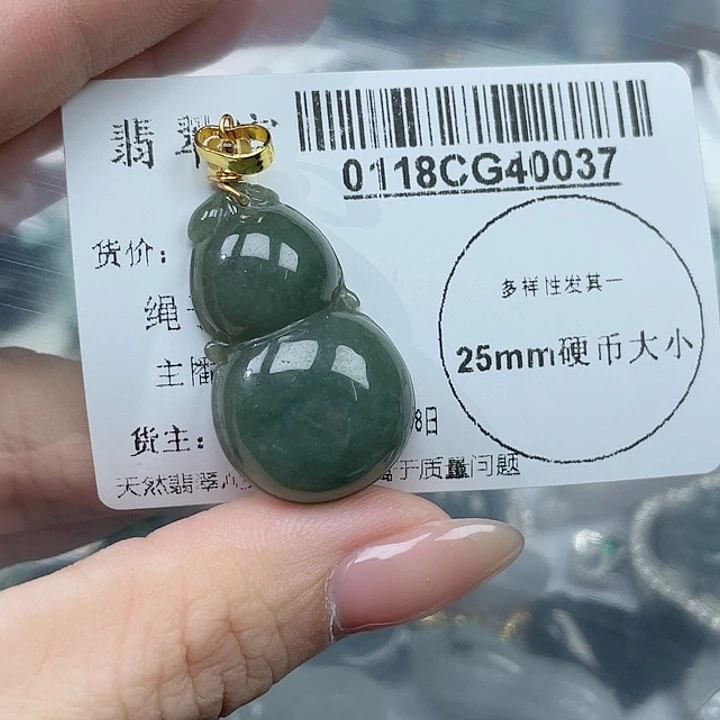 翡
0118CG40037
货价:
多样性发其一
绳
25mm硬币大小
主
货主:
8日
天然翡翠 于质量问题